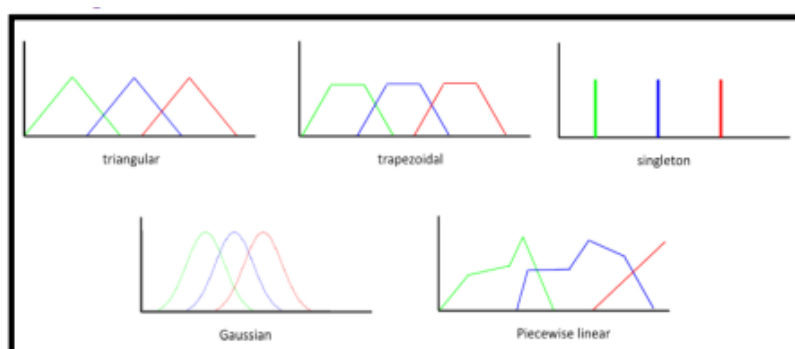 triangular
trapezoidal
singleton
Gaussian
Piecewise linear